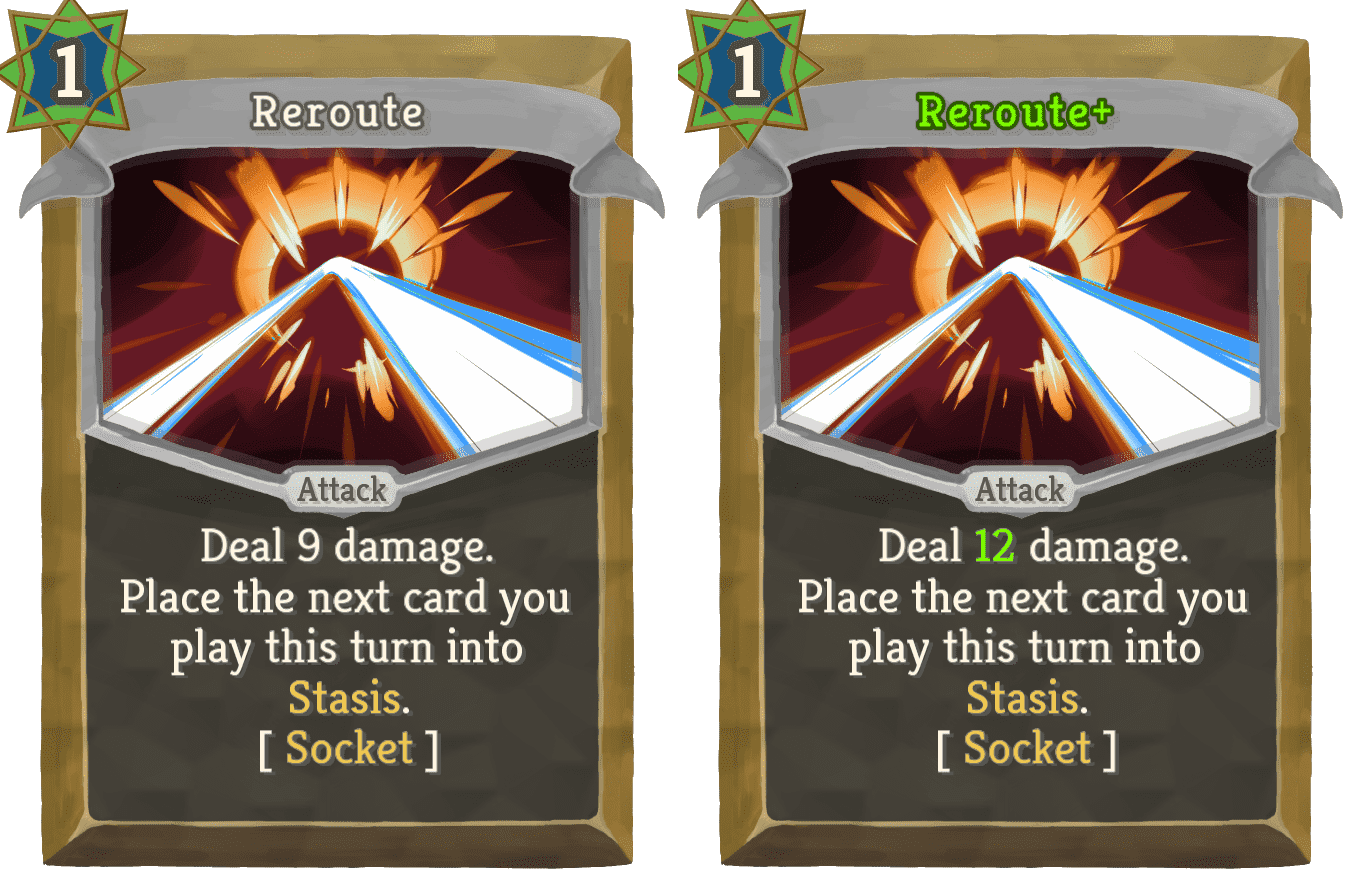 1
Reroute
Attack
Deal 9 damage.
Place the next card you
play this turn into
Stasis.
[ Socket ]
1
Reroute+
Attack
Deal 12 damage.
Place the next card you
play this turn into
Stasis.
[ Socket ]